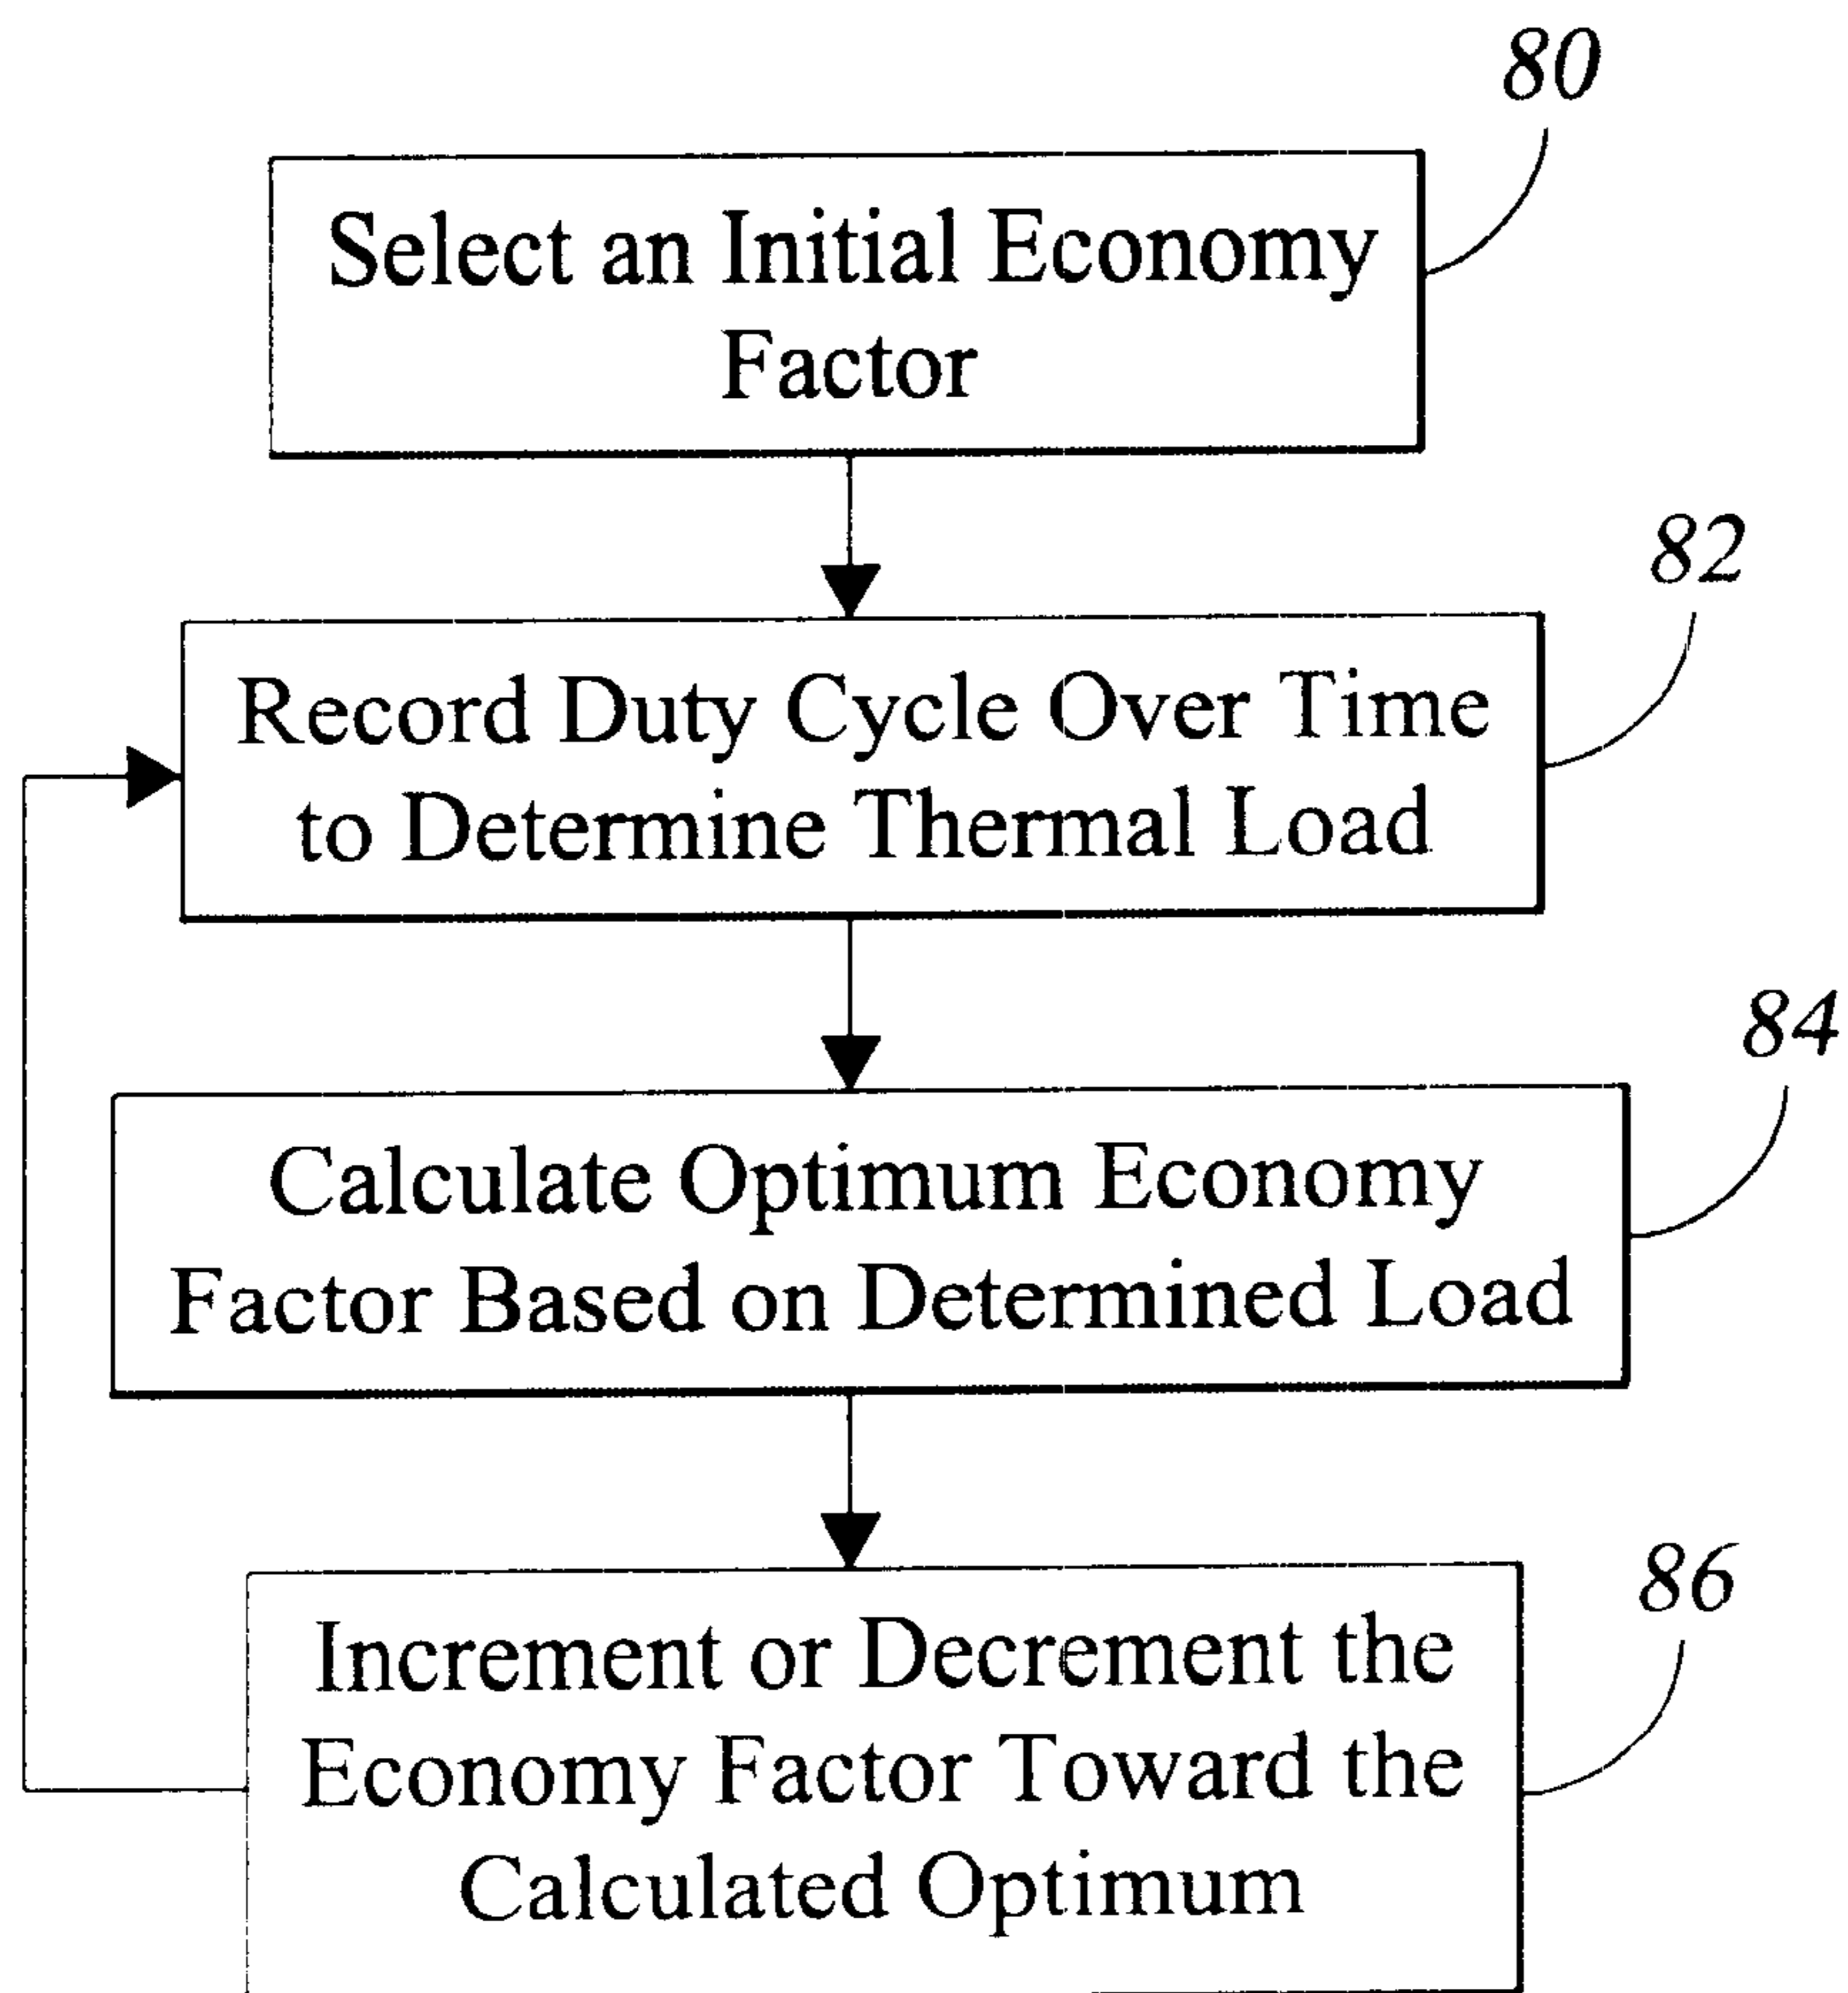 80
Select an Initial Economy
Factor
82
Record Duty Cycle Over Time
to Determine Thermal Load
84
Calculate Optimum Economy
Factor Based on Determined Load
86
Increment or Decrement the
Economy Factor Toward the
Calculated Optimum